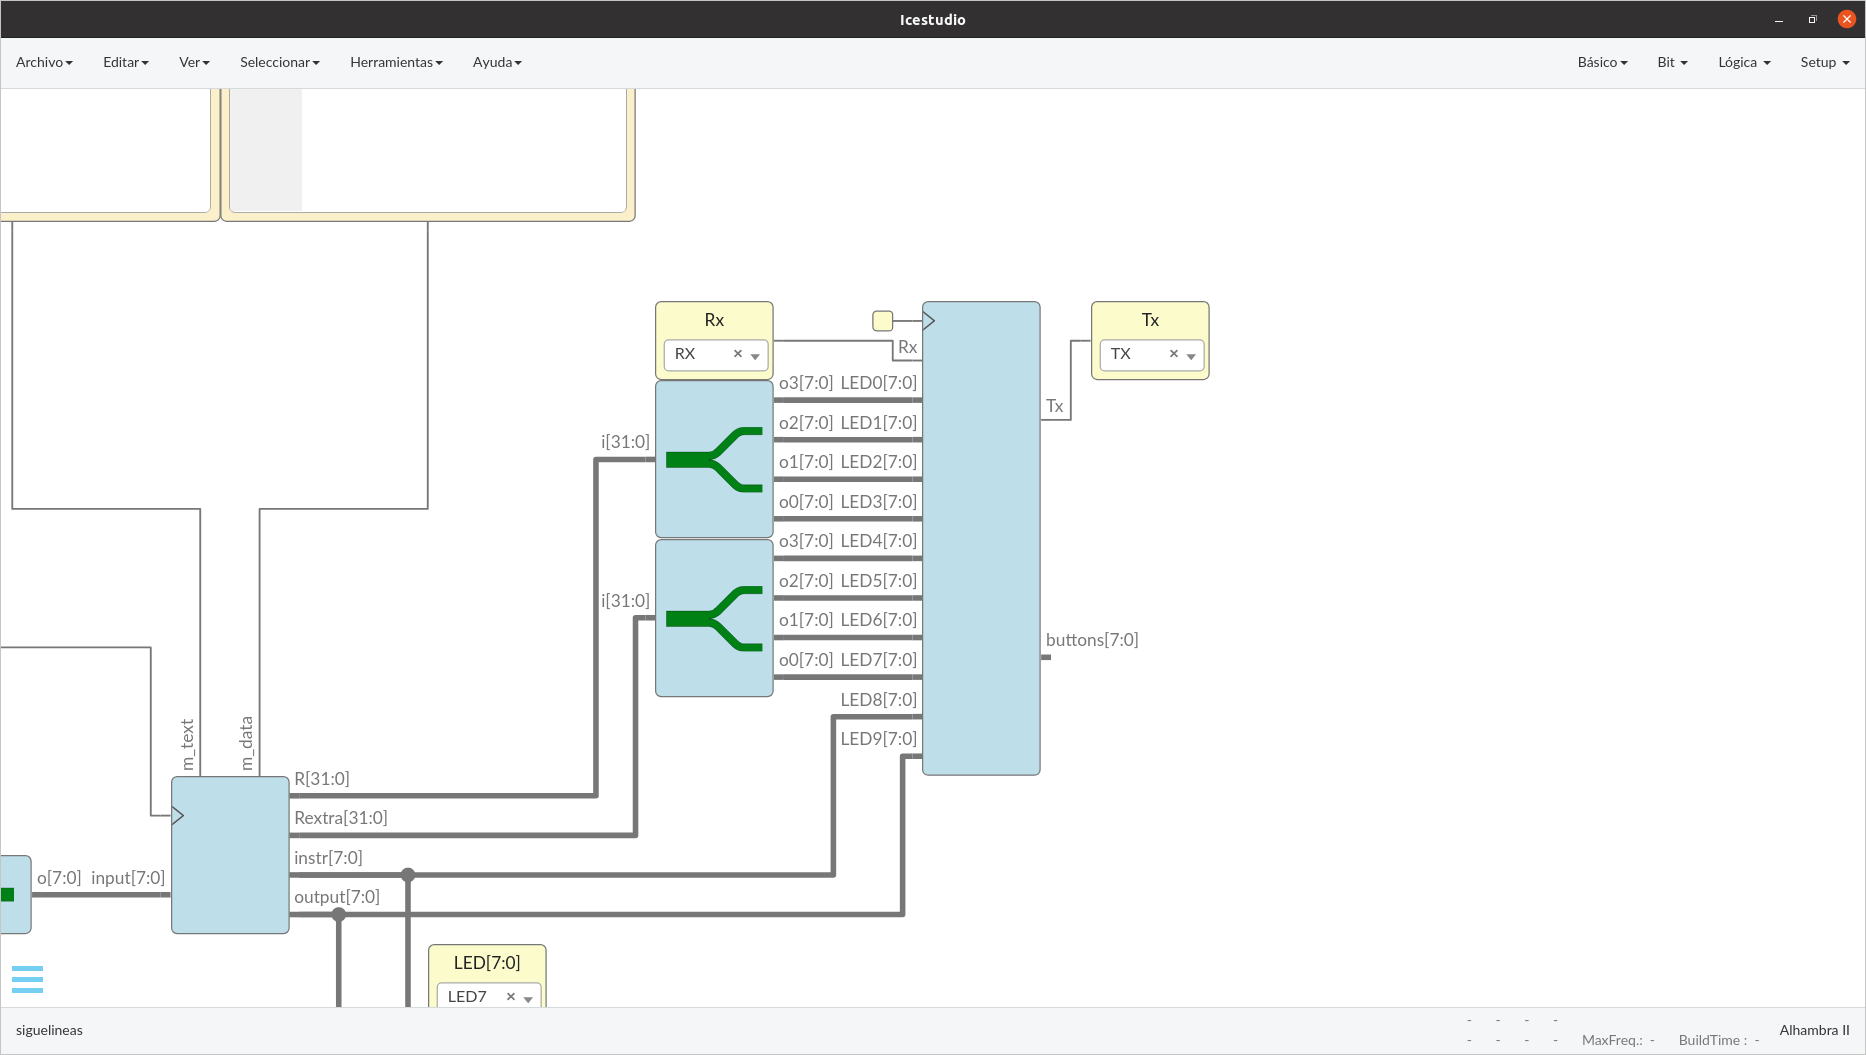 Icestudio
Archivo Editar Ver Seleccionar Herramientas Ayuda Básico Bit Lógica Setup
Rx
RX
Rx
Tx
TX
Tx
o3[7:0] LED0[7:0]
o2[7:0] LED1[7:0]
i[31:0]
o1[7:0] LED2[7:0]
o0[7:0] LED3[7:0]
o3[7:0] LED4[7:0]
o2[7:0] LED5[7:0]
i[31:0]
o1[7:0] LED6[7:0]
o0[7:0] LED7[7:0]
buttons[7:0]
LED8[7:0]
LED9[7:0]
m_text
m_data
R[31:0]
Rextra[31:0]
instr[7:0]
o[7:0] input[7:0]
output[7:0]
LED[7:0]
LED7
siguelineas
- - - -
- - - - MaxFreq.: - BuildTime : - Alhambra II